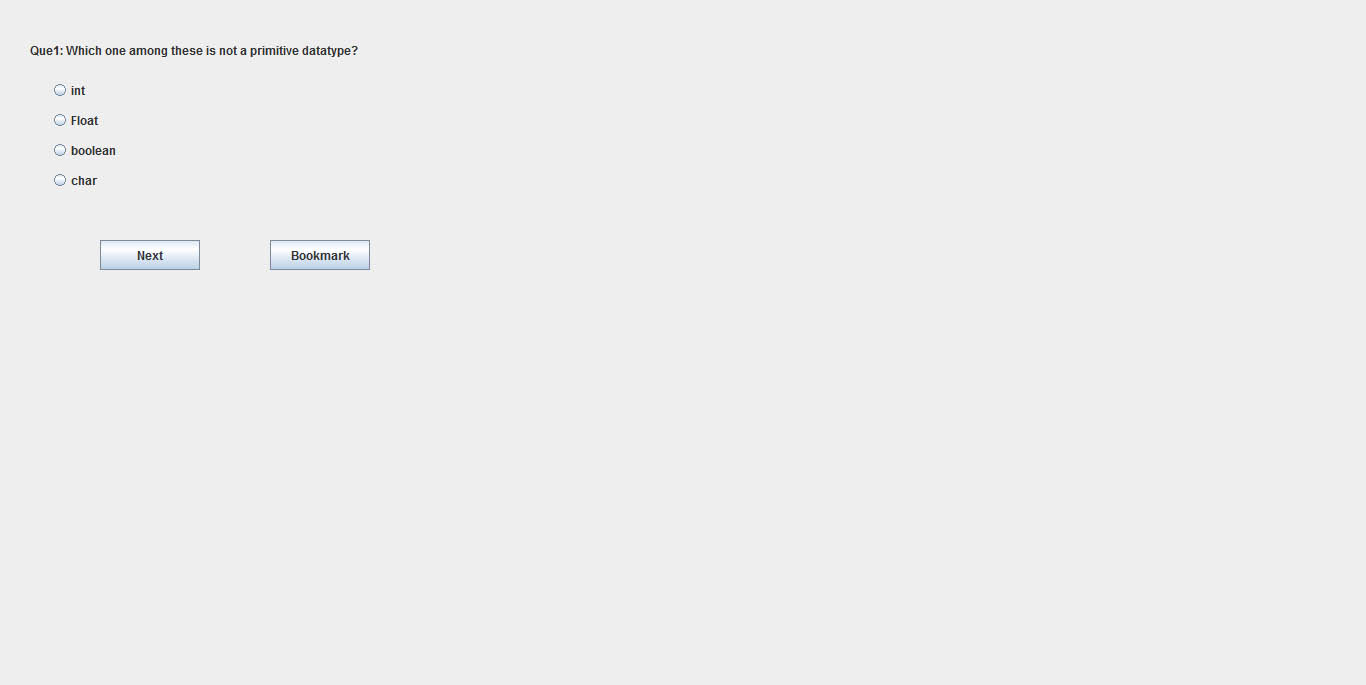 Que1: Which one among these is not a primitive datatype?
int
Float
boolean
char
Next Bookmark